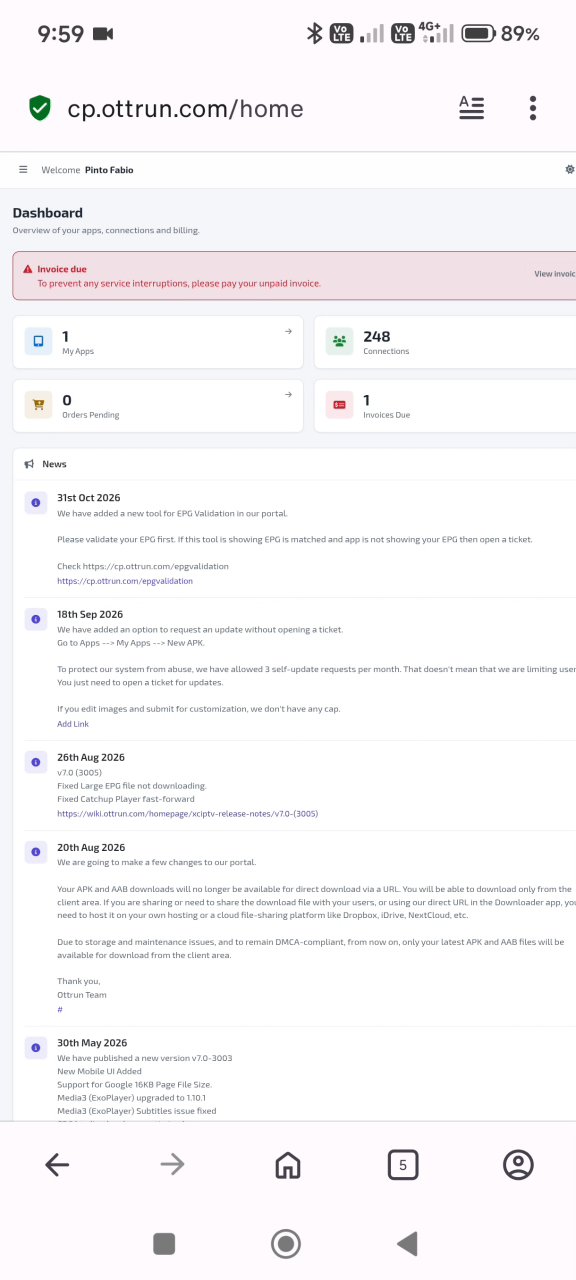 9:59
Vo LTE
Vo LTE
4G+
89%
cp.ottrun.com/home
Welcome Pinto Fabio
Dashboard
Overview of your apps, connections and billing.
Invoice due
To prevent any service interruptions, please pay your unpaid invoice.
View invoic
1
My Apps
248
Connections
0
Orders Pending
1
Invoices Due
News
31st Oct 2026
We have added a new tool for EPG Validation in our portal.
Please validate your EPG first. If this tool is showing EPG is matched and app is not showing your EPG then open a ticket.
Check https://cp.ottrun.com/epgvalidation
https://cp.ottrun.com/epgvalidation
18th Sep 2026
We have added an option to request an update without opening a ticket.
Go to Apps --> My Apps --> New APK.
To protect our system from abuse, we have allowed 3 self-update requests per month. That doesn't mean that we are limiting user
You just need to open a ticket for updates.
If you edit images and submit for customization, we don't have any cap.
Add Link
26th Aug 2026
v7.0 (3005)
Fixed Large EPG file not downloading.
Fixed Catchup Player fast-forward
https://wiki.ottrun.com/homepage/xciptv-release-notes/v7.0-(3005)
20th Aug 2026
We are going to make a few changes to our portal.
Your APK and AAB downloads will no longer be available for direct download via a URL. You will be able to download only from the
client area. If you are sharing or need to share the download file with your users, or using our direct URL in the Downloader app, you
need to host it on your own hosting or a cloud file-sharing platform like Dropbox, iDrive, NextCloud, etc.
Due to storage and maintenance issues, and to remain DMCA-compliant, from now on, only your latest APK and AAB files will be
available for download from the client area.
Thank you,
Ottrun Team
#
30th May 2026
We have published a new version v7.0-3003
New Mobile UI Added
Support for Google 16KB Page File Size.
Media3 (ExoPlayer) upgraded to 1.10.1
Media3 (ExoPlayer) Subtitles issue fixed
5